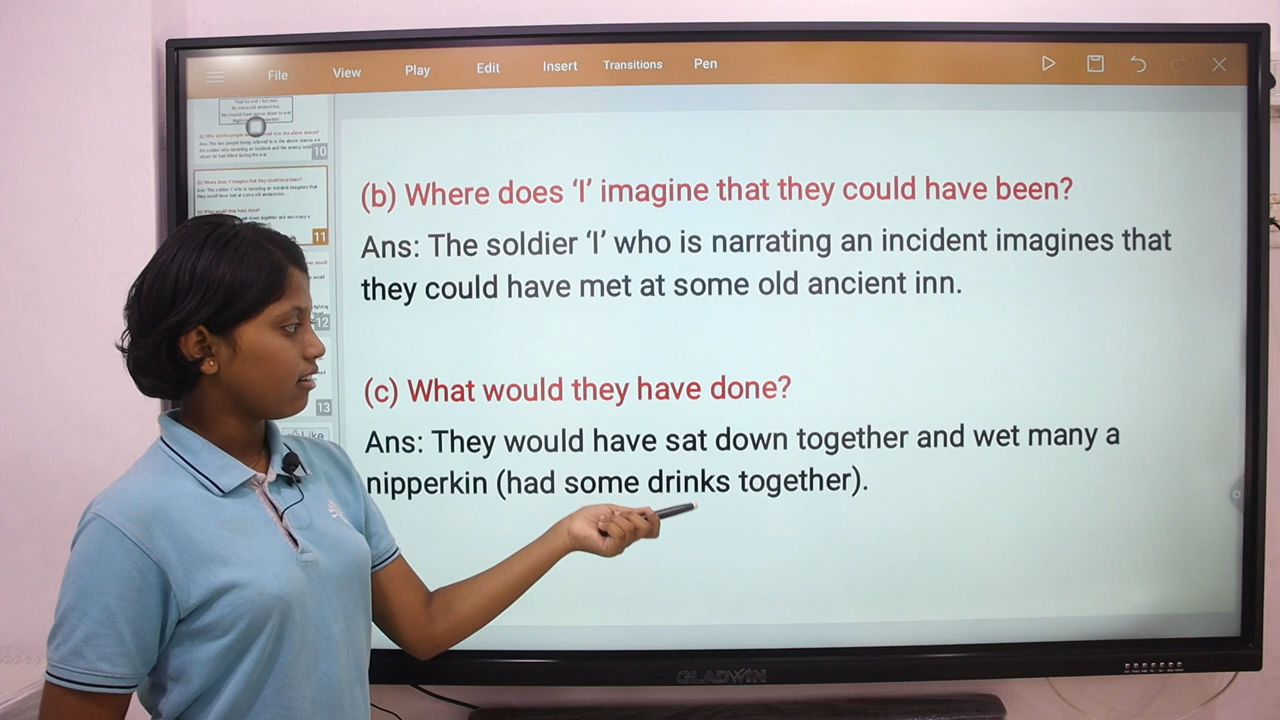 File View Play Edit Insert Transitions Pen
10
11
12
13
Like
(b) Where does ‘I’ imagine that they could have been?
Ans: The soldier ‘I’ who is narrating an incident imagines that
they could have met at some old ancient inn.
(c) What would they have done?
Ans: They would have sat down together and wet many a
nipperkin (had some drinks together).
GLADWIN